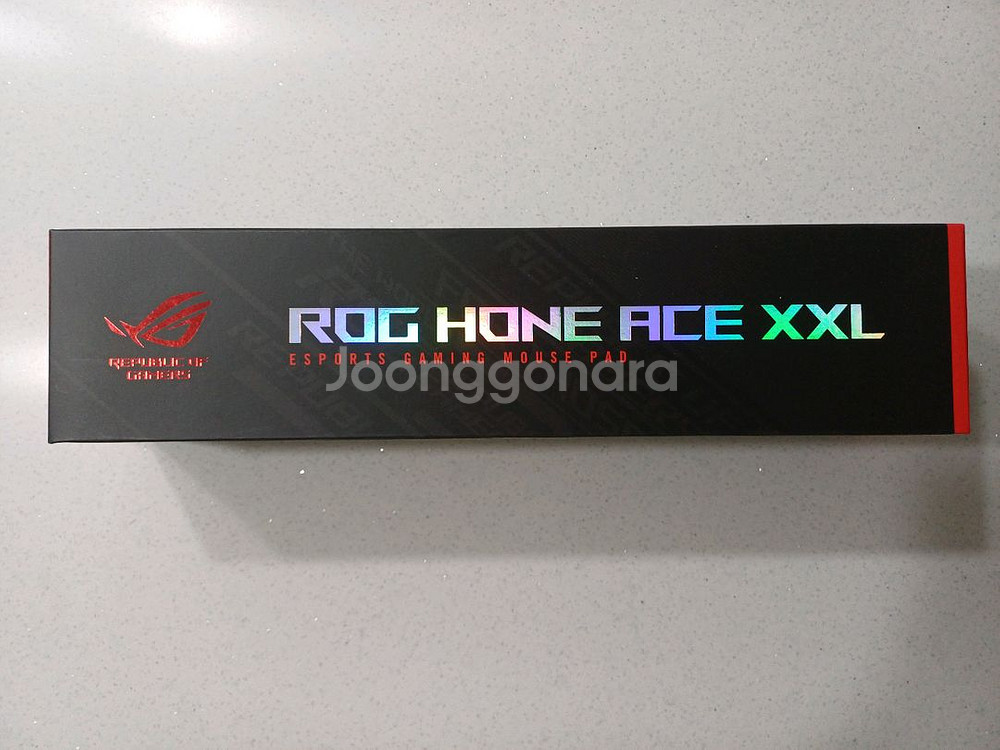 ROG HONE ACE XXL
ESPORTS GAMING MOUSE PAD
REPUBLIC OF
GAMERS
Joonggonara